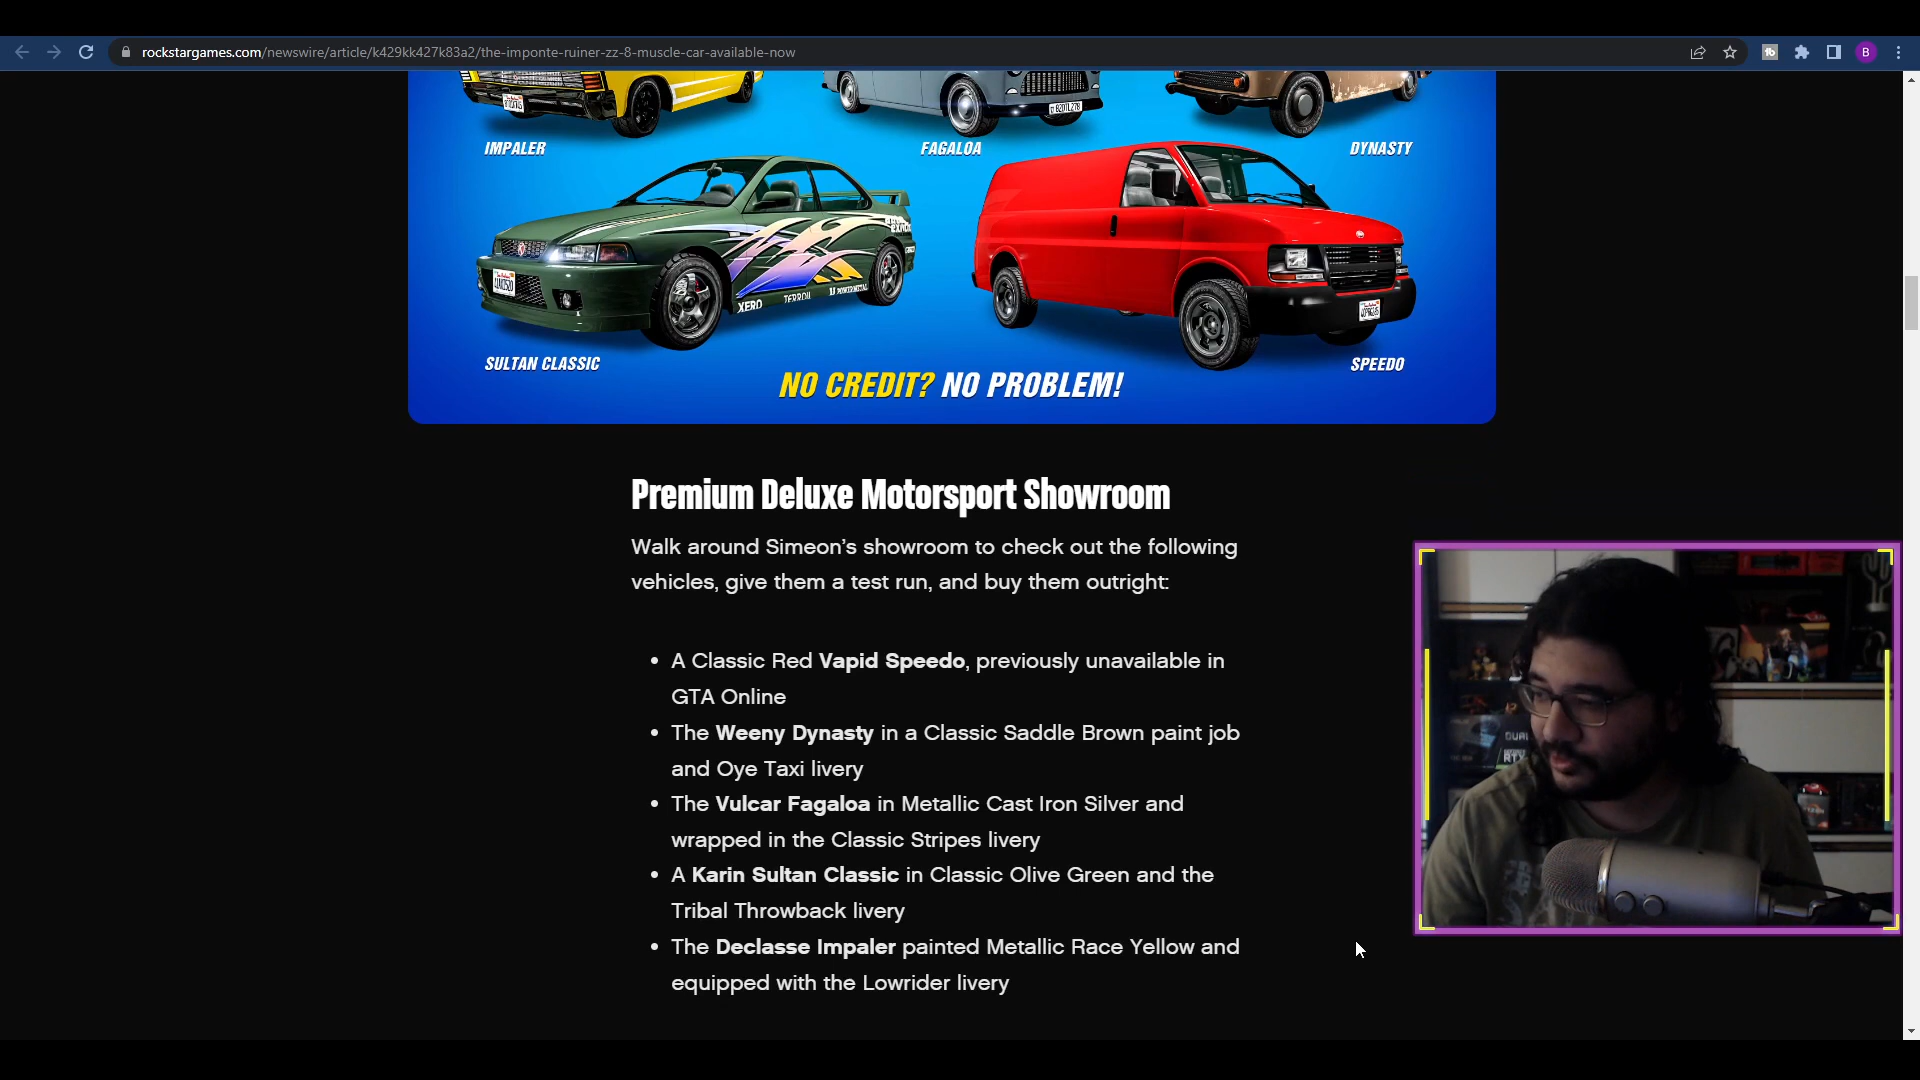 rockstargames.com/newswire/article/k429kk427k83a2/the-imponte-ruiner-zz-8-muscle-car-available-now
B
IMPALER
FAGALOA
DYNASTY
XERO
TERROIL
SULTAN CLASSIC
SPEEDO
NO CREDIT? NO PROBLEM!
Premium Deluxe Motorsport Showroom
Walk around Simeon’s showroom to check out the following
vehicles, give them a test run, and buy them outright:
• A Classic Red Vapid Speedo, previously unavailable in
GTA Online
• The Weeny Dynasty in a Classic Saddle Brown paint job
and Oye Taxi livery
• The Vulcar Fagaloa in Metallic Cast Iron Silver and
wrapped in the Classic Stripes livery
• A Karin Sultan Classic in Classic Olive Green and the
Tribal Throwback livery
• The Declasse Impaler painted Metallic Race Yellow and
equipped with the Lowrider livery
RTX